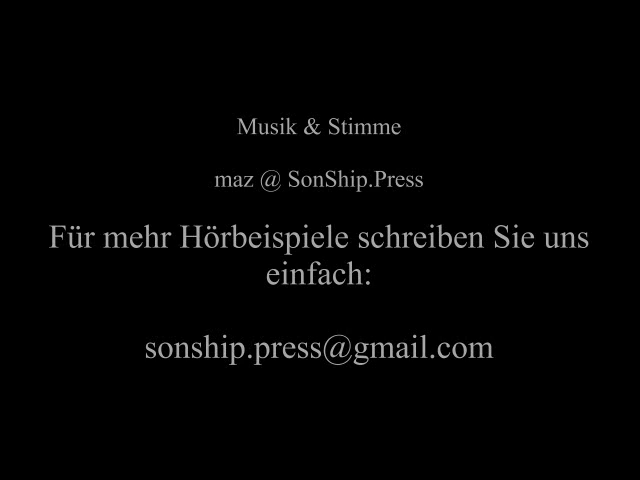 Musik & Stimme
maz @ SonShip.Press
Für mehr Hörbeispiele schreiben Sie uns
einfach:
sonship.press@gmail.com